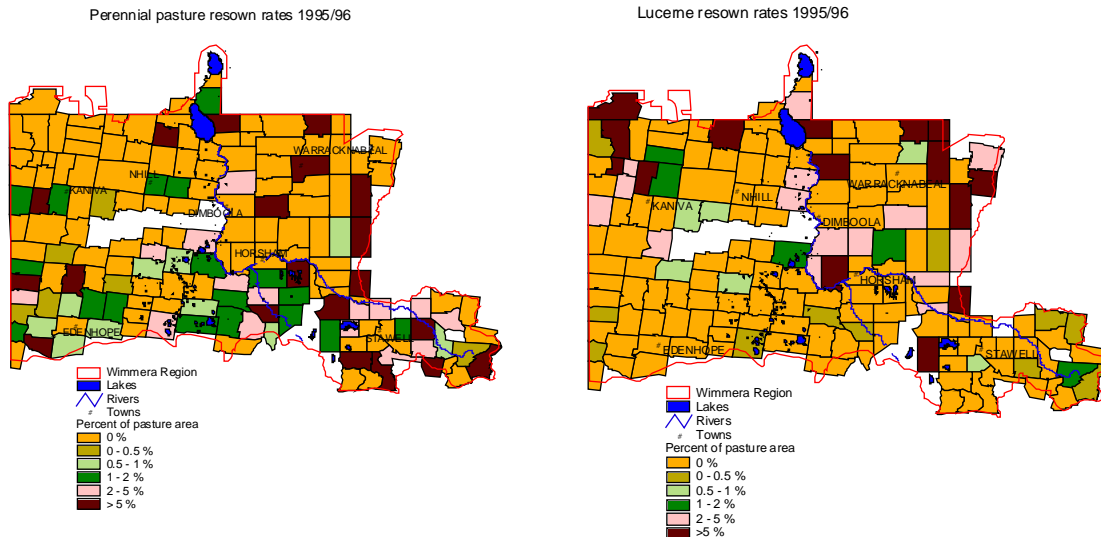 Perennial pasture resown rates 1995/96
WARRACKNABEAL
NHILL
KANIVA
DIMBOOLA
HORSHAM
EDENHOPE
STAWELL
Wimmera Region
Lakes
Rivers
# Towns
Percent of pasture area
0 %
0 - 0.5 %
0.5 - 1 %
1 - 2 %
2 - 5 %
>5 %
Lucerne resown rates 1995/96
WARRACKNABEAL
NHILL
KANIVA
DIMBOOLA
HORSHAM
EDENHOPE
STAWELL
Wimmera Region
Lakes
Rivers
# Towns
Percent of pasture area
0 %
0 - 0.5 %
0.5 - 1 %
1 - 2 %
2 - 5 %
>5 %